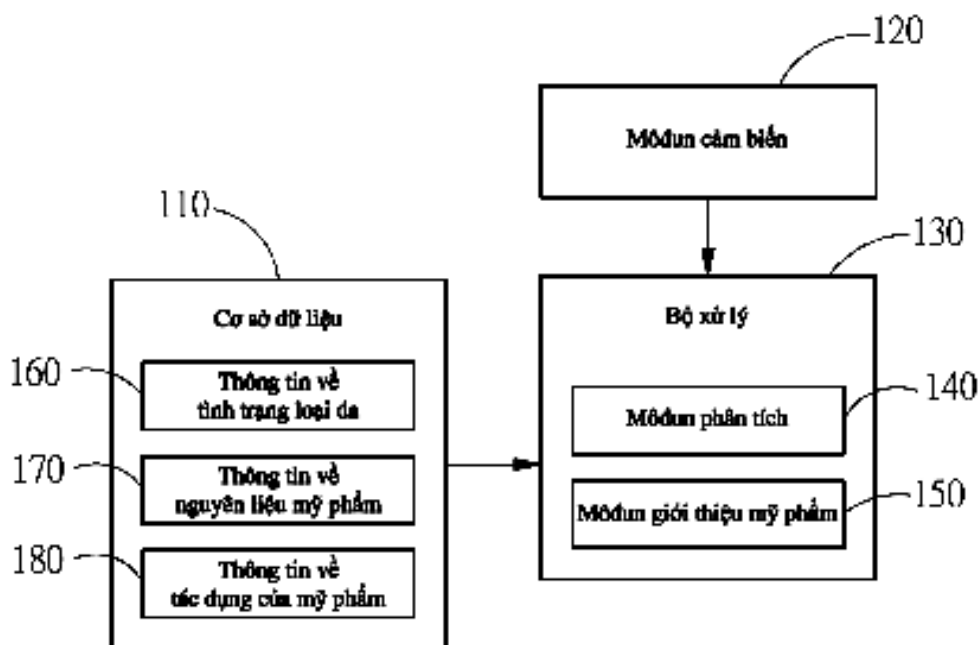 120
Môđun cảm biến
110
130
Cơ sở dữ liệu
Bộ xử lý
160
Thông tin về
tình trạng loại da
140
Môđun phân tích
170
Thông tin về
nguyên liệu mỹ phẩm
150
Môđun giới thiệu mỹ phẩm
180
Thông tin về
tác dụng của mỹ phẩm